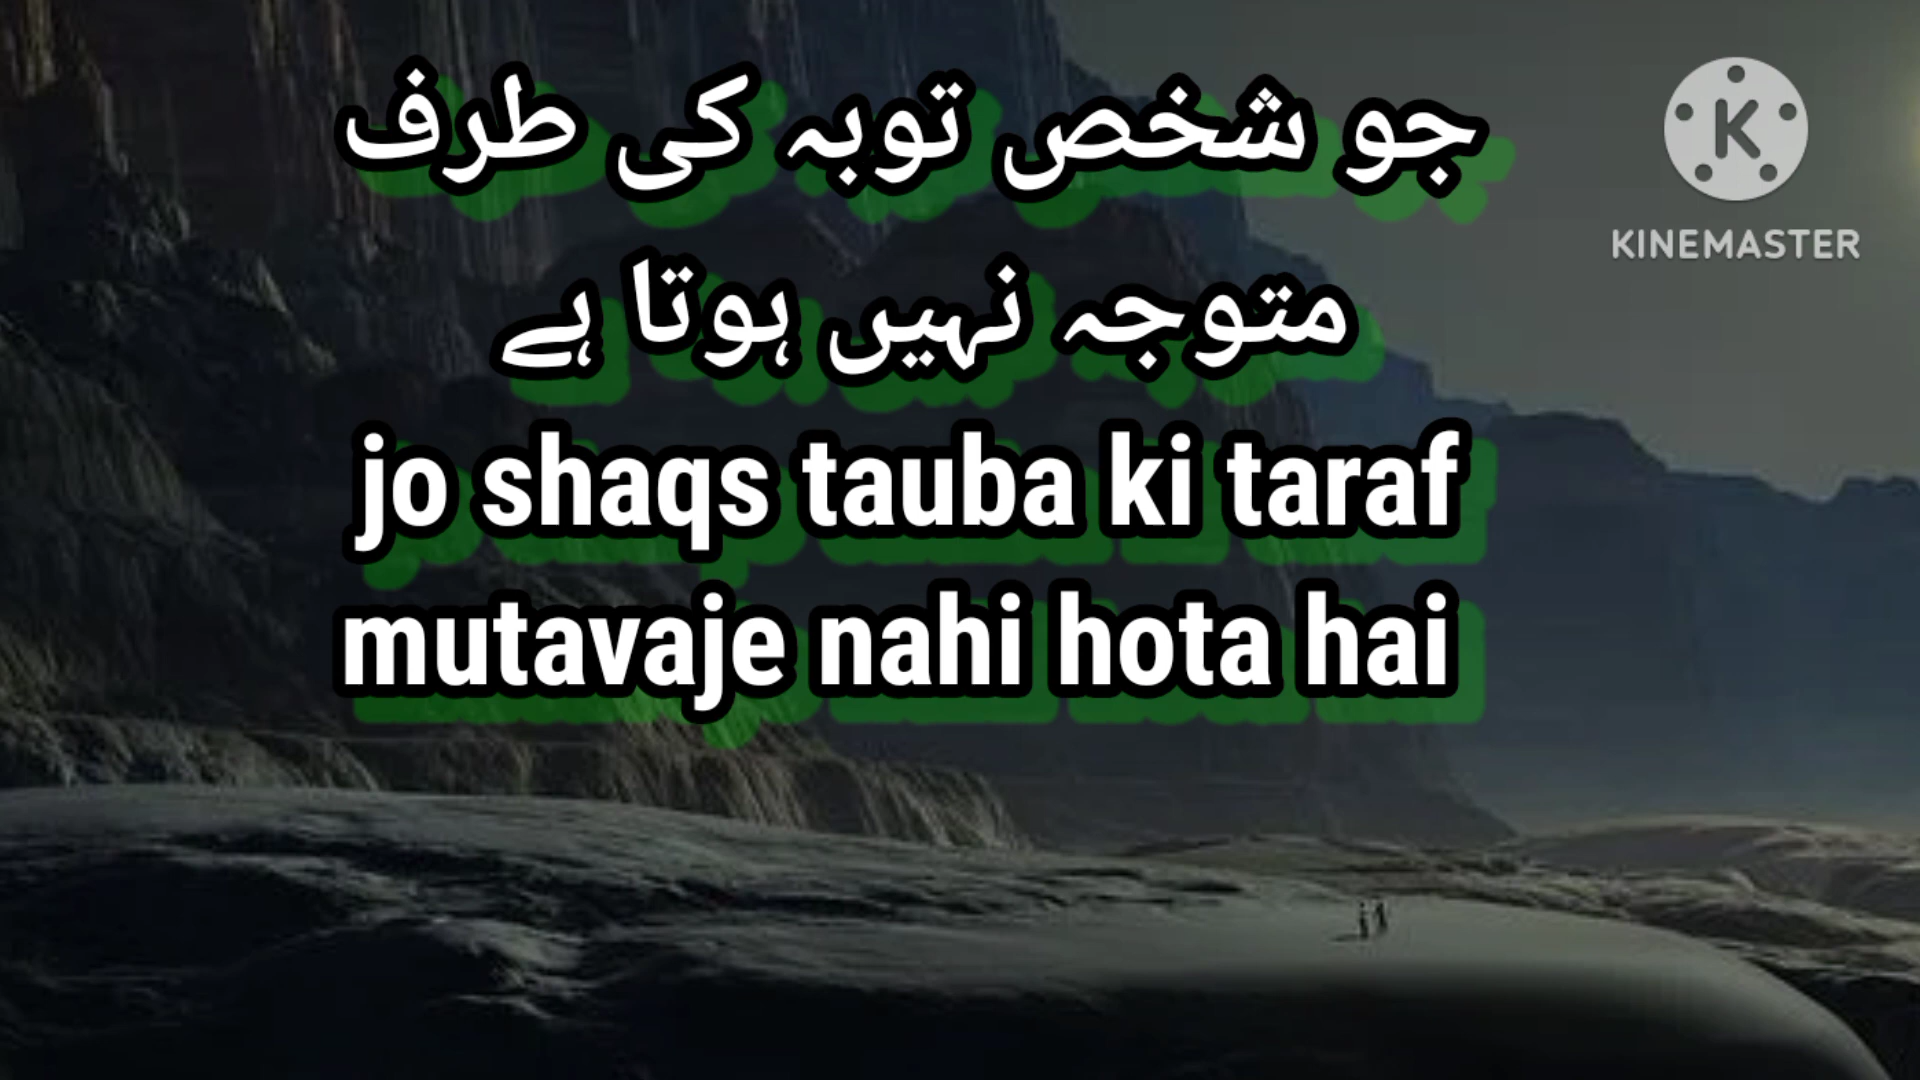 جو شخص توبہ کی طرف
متوجہ نہیں ہوتا ہے
jo shaqs tauba ki taraf
mutavaje nahi hota hai
K
KINEMASTER